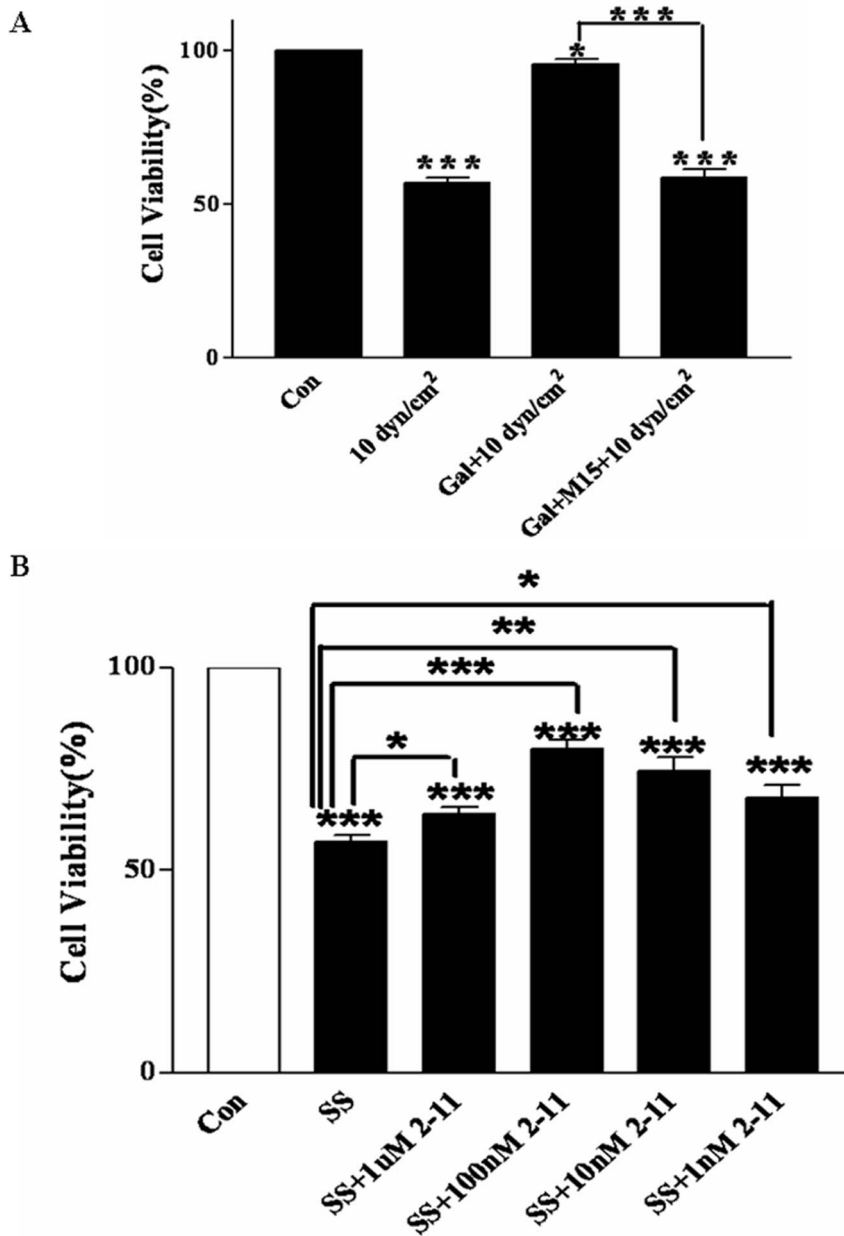 A
Cell Viability(%)
100
50
0
***
*
***
***
Con
10 dyn/cm²
Gal+10 dyn/cm²
Gal+M15+10 dyn/cm²
B
Cell Viability(%)
100
50
0
*
**
***
*
***
***
***
***
***
Con
SS
SS+1uM 2-11
SS+100nM 2-11
SS+10nM 2-11
SS+1nM 2-11